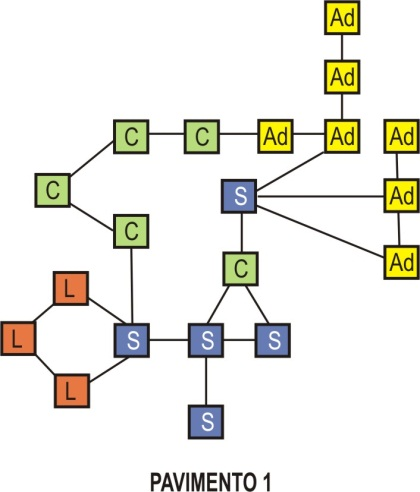 Ad
Ad
C C Ad Ad Ad
C S Ad
C
C Ad
L
L S S S
L
S
PAVIMENTO 1